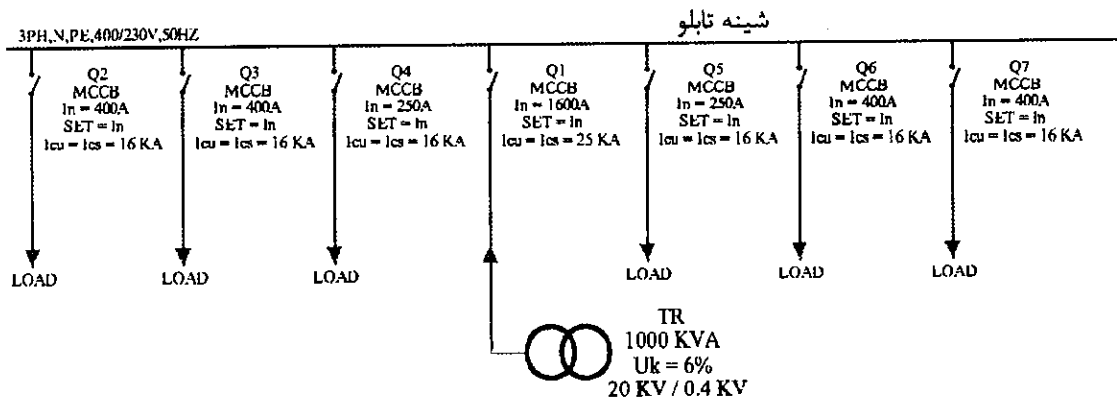 شینه تابلو
3PH,N,PE,400/230V,50HZ
Q2
MCCB
In = 400A
SET = In
Icu = Ics = 16 KA
LOAD
Q3
MCCB
In = 400A
SET = In
Icu = Ics = 16 KA
LOAD
Q4
MCCB
In = 250A
SET = In
Icu = Ics = 16 KA
LOAD
Q1
MCCB
In = 1600A
SET = In
Icu = Ics = 25 KA
Q5
MCCB
In = 250A
SET = In
Icu = Ics = 16 KA
LOAD
Q6
MCCB
In = 400A
SET = In
Icu = Ics = 16 KA
LOAD
Q7
MCCB
In = 400A
SET = In
Icu = Ics = 16 KA
LOAD
TR
1000 KVA
Uk = 6%
20 KV / 0.4 KV